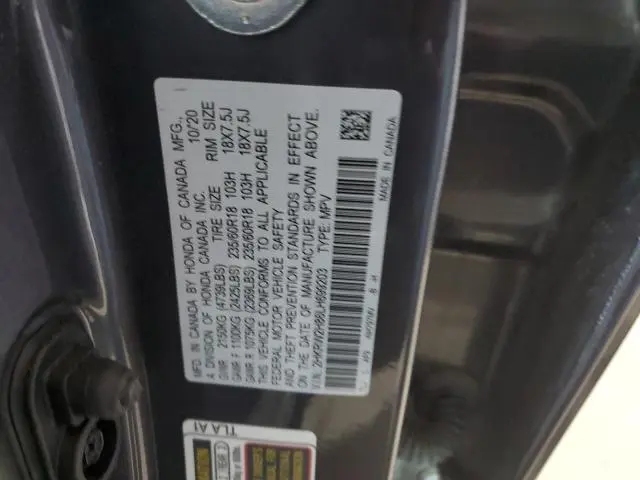 MFD. IN CANADA BY HONDA OF CANADA MFG.,
A DIVISION OF HONDA CANADA INC. 10/20
TIRE SIZE RIM SIZE
GVWR 2150KG (4739LBS)
GAWR F 1100KG (2426LBS) 235/60R18 103H 18X7.5J
GAWR R 1075KG (2369LBS) 235/60R18 103H 18X7.5J
THIS VEHICLE CONFORMS TO ALL APPLICABLE
FEDERAL MOTOR VEHICLE SAFETY
AND THEFT PREVENTION STANDARDS IN EFFECT
ON THE DATE OF MANUFACTURE SHOWN ABOVE.
V.I.N.: TYPE: MPV
MADE IN CANADA
TLA A1